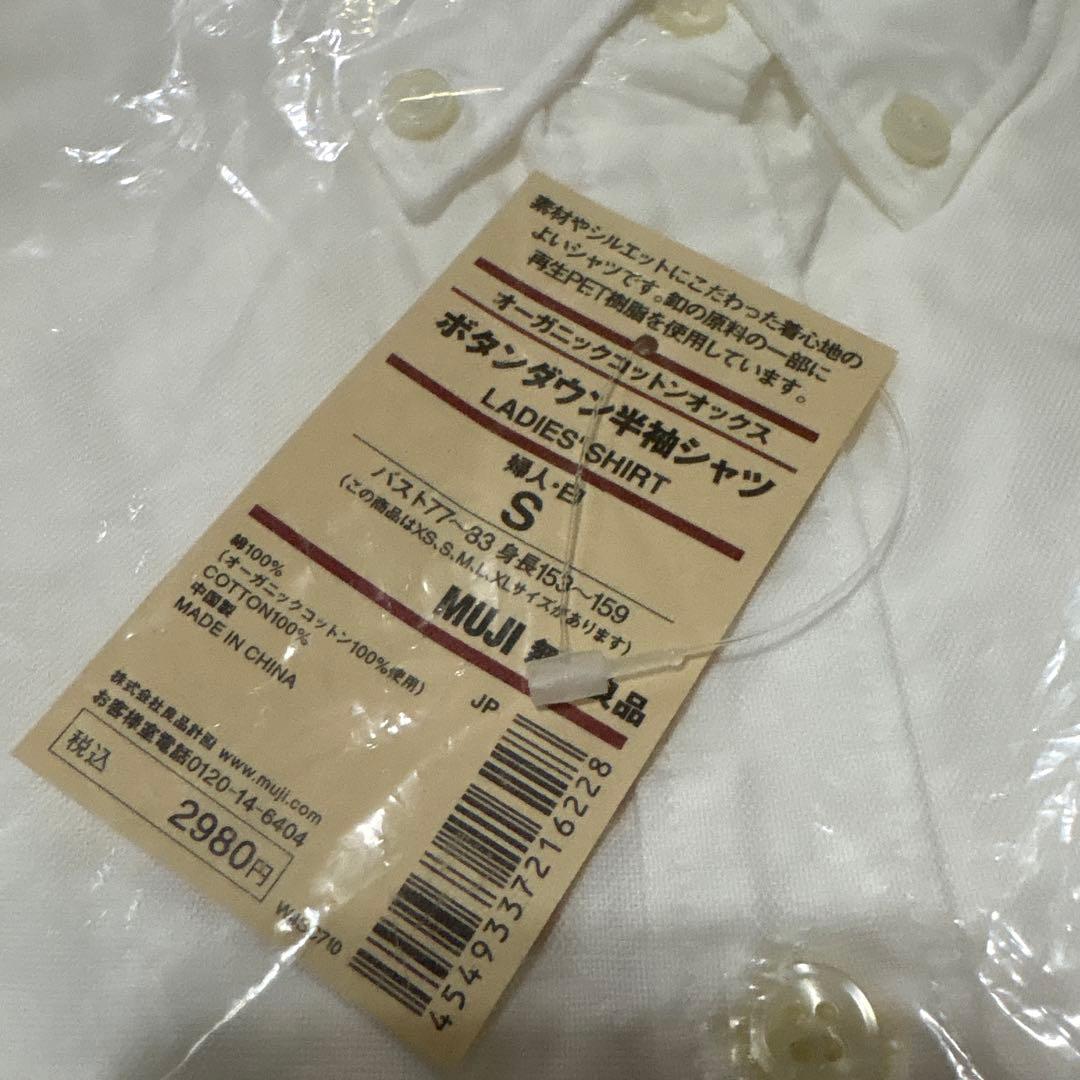 素材やシルエットにこだわった着心地の
よいシャツです。釦の原料の一部に
再生PET樹脂を使用しています。
オーガニックコットンオックス
ボタンダウン半袖シャツ
LADIES' SHIRT
婦人・白
S
バスト77〜83 身長153〜159
(この商品はXS、S、M、L、XLサイズがあります)
MUJI 無印良品
綿100%
(オーガニックコットン100%使用)
COTTON100%
中国製
MADE IN CHINA
JP
株式会社良品計画 www.muji.com
お客様室電話0120-14-6404
税込
2980円
4549337216228